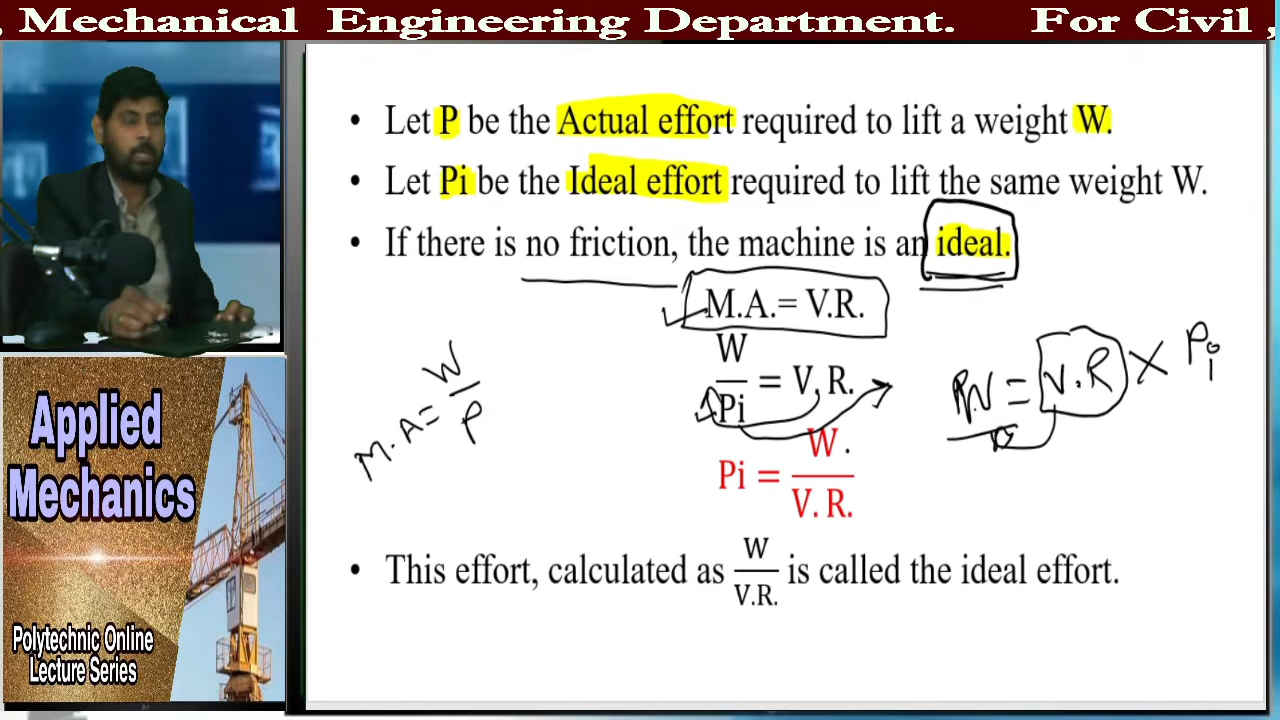 , Mechanical Engineering Department. For Civil ,
• Let P be the Actual effort required to lift a weight W.
• Let Pi be the Ideal effort required to lift the same weight W.
• If there is no friction, the machine is an ideal.
M.A.= V.R.
W/Pi = V.R.
Pi = W/V.R.
M.A = W/P
W = V.R × Pi
• This effort, calculated as W/V.R. is called the ideal effort.
Applied
Mechanics
Polytechnic Online
Lecture Series